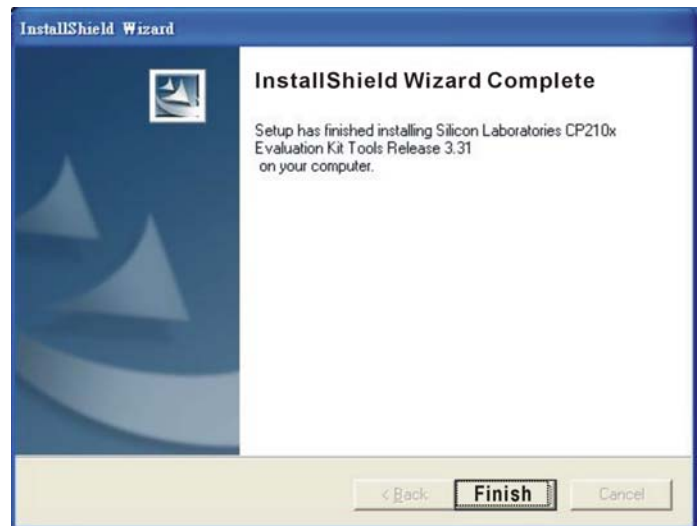 InstallShield Wizard
InstallShield Wizard Complete
Setup has finished installing Silicon Laboratories CP210x
Evaluation Kit Tools Release 3.31
on your computer.
< Back
Finish
Cancel